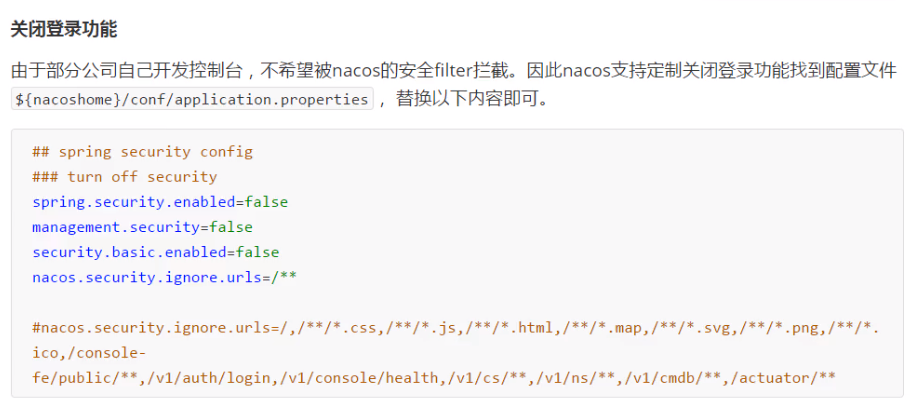 关闭登录功能
由于部分公司自己开发控制台，不希望被nacos的安全filter拦截。因此nacos支持定制关闭登录功能找到配置文件
${nacoshome}/conf/application.properties ，替换以下内容即可。
## spring security config
### turn off security
spring.security.enabled=false
management.security=false
security.basic.enabled=false
nacos.security.ignore.urls=/**
#nacos.security.ignore.urls=/,/**/*.css,/**/*.js,/**/*.html,/**/*.map,/**/*.svg,/**/*.png,/**/*.
ico,/console-
fe/public/**,/v1/auth/login,/v1/console/health,/v1/cs/**,/v1/ns/**,/v1/cmdb/**,/actuator/**